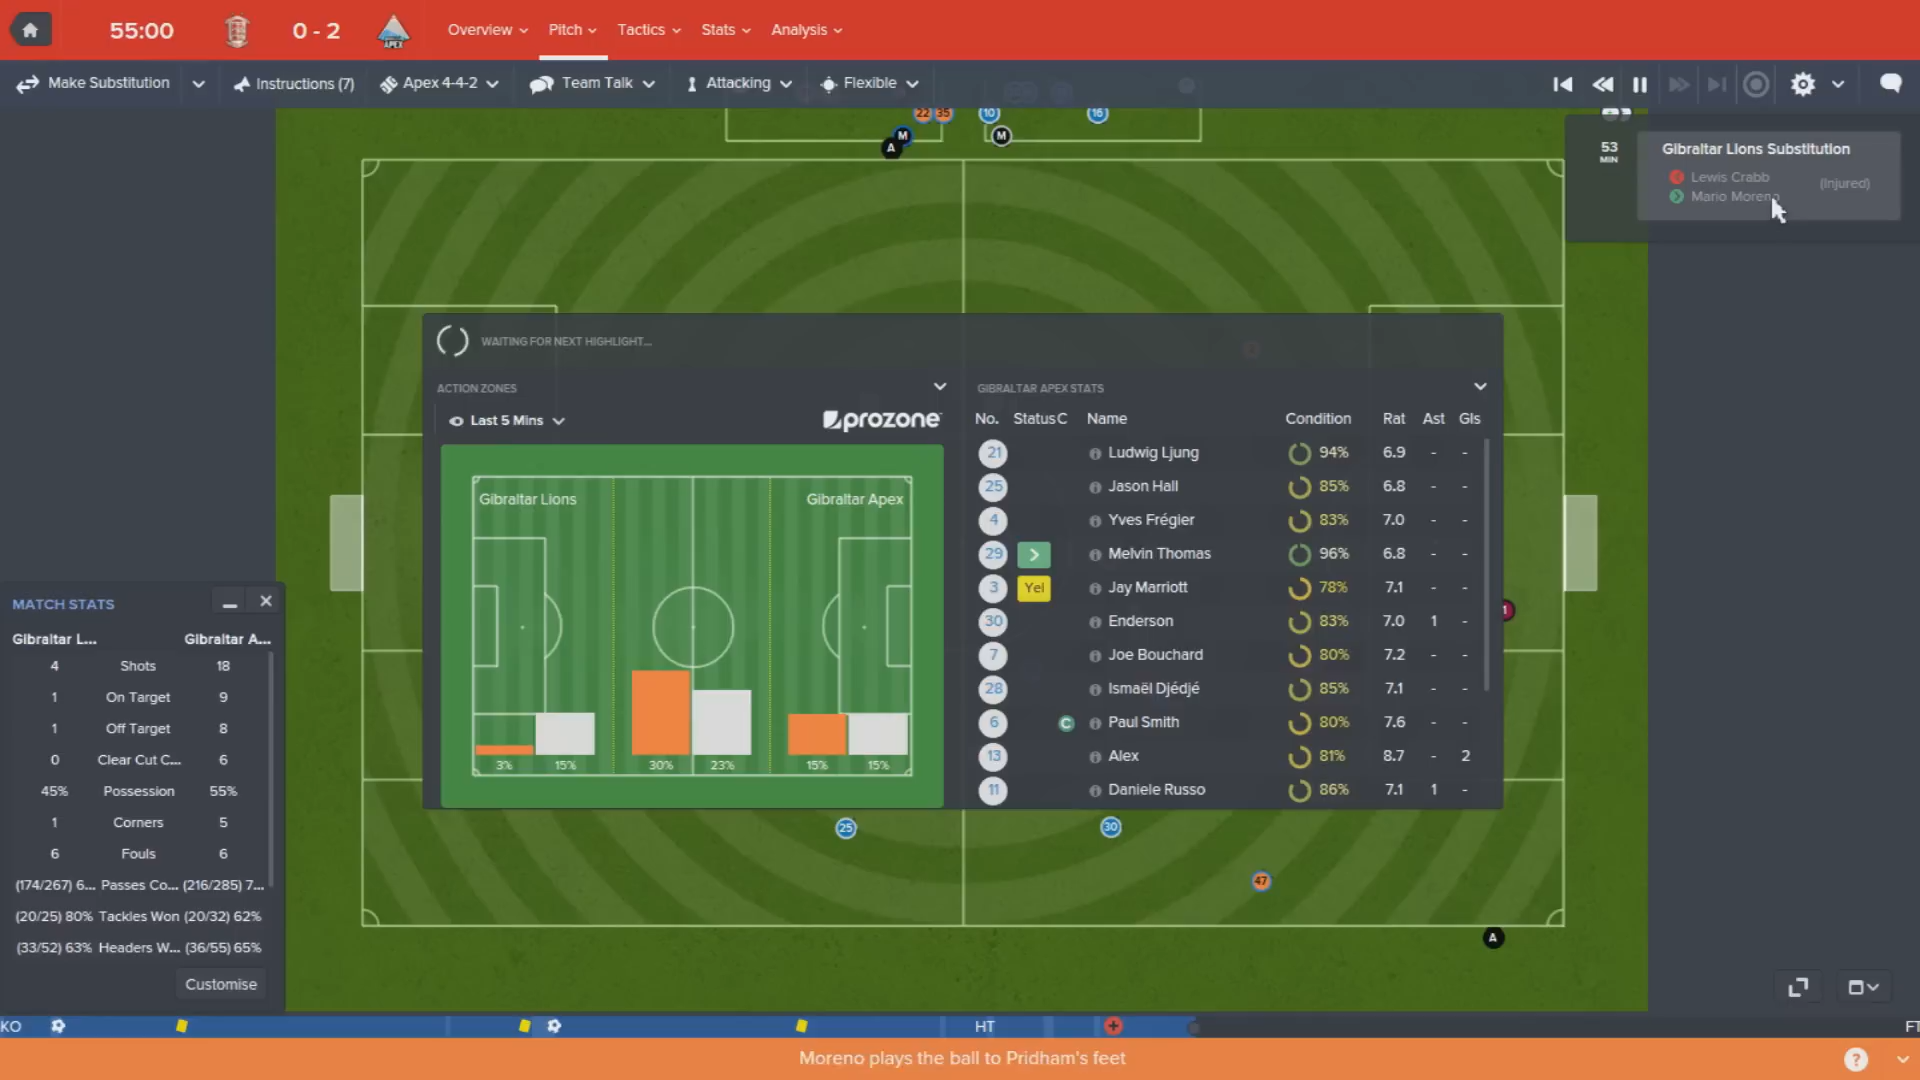 55:00 0 - 2 APEX Overview Pitch Tactics Stats Analysis
Make Substitution Instructions (7) Apex 4-4-2 Team Talk Attacking Flexible
22 35 10 16
M M
A
53 MIN
Gibraltar Lions Substitution
Lewis Crabb
(Injured)
Mario Moreno
WAITING FOR NEXT HIGHLIGHT...
ACTION ZONES
Last 5 Mins prozone
Gibraltar Lions Gibraltar Apex
3% 15% 30% 23% 15% 15%
GIBRALTAR APEX STATS
No. Status C Name Condition Rat Ast Gls
21 Ludwig Ljung 94% 6.9 - -
25 Jason Hall 85% 6.8 - -
4 Yves Frégier 83% 7.0 - -
29 Melvin Thomas 96% 6.8 - -
3 Yel Jay Marriott 78% 7.1 - -
30 Enderson 83% 7.0 1 -
7 Joe Bouchard 80% 7.2 - -
28 Ismaël Djédjé 85% 7.1 - -
6 C Paul Smith 80% 7.6 - -
13 Alex 81% 8.7 - 2
11 Daniele Russo 86% 7.1 1 -
MATCH STATS
Gibraltar L... Gibraltar A...
4 Shots 18
1 On Target 9
1 Off Target 8
0 Clear Cut C... 6
45% Possession 55%
1 Corners 5
6 Fouls 6
(174/267) 6... Passes Co... (216/285) 7...
(20/25) 80% Tackles Won (20/32) 62%
(33/52) 63% Headers W... (36/55) 65%
Customise
1
25 30
47
A
KO HT FT
Moreno plays the ball to Pridham's feet ?